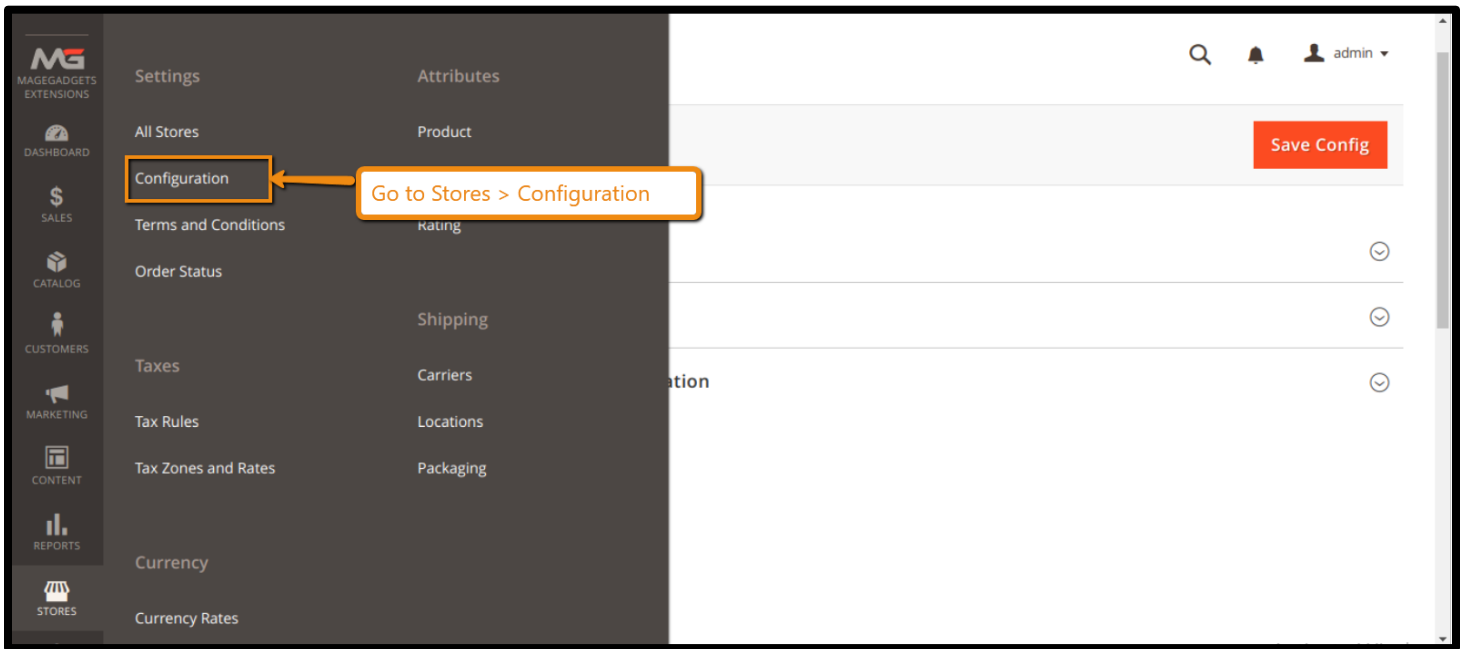 MG
MAGEGADGETS
EXTENSIONS
DASHBOARD
$
SALES
CATALOG
CUSTOMERS
MARKETING
CONTENT
REPORTS
STORES
Settings
All Stores
Configuration
Terms and Conditions
Order Status
Taxes
Tax Rules
Tax Zones and Rates
Currency
Currency Rates
Attributes
Product
Go to Stores > Configuration
Rating
Shipping
Carriers
Locations
Packaging
admin
Save Config
ation